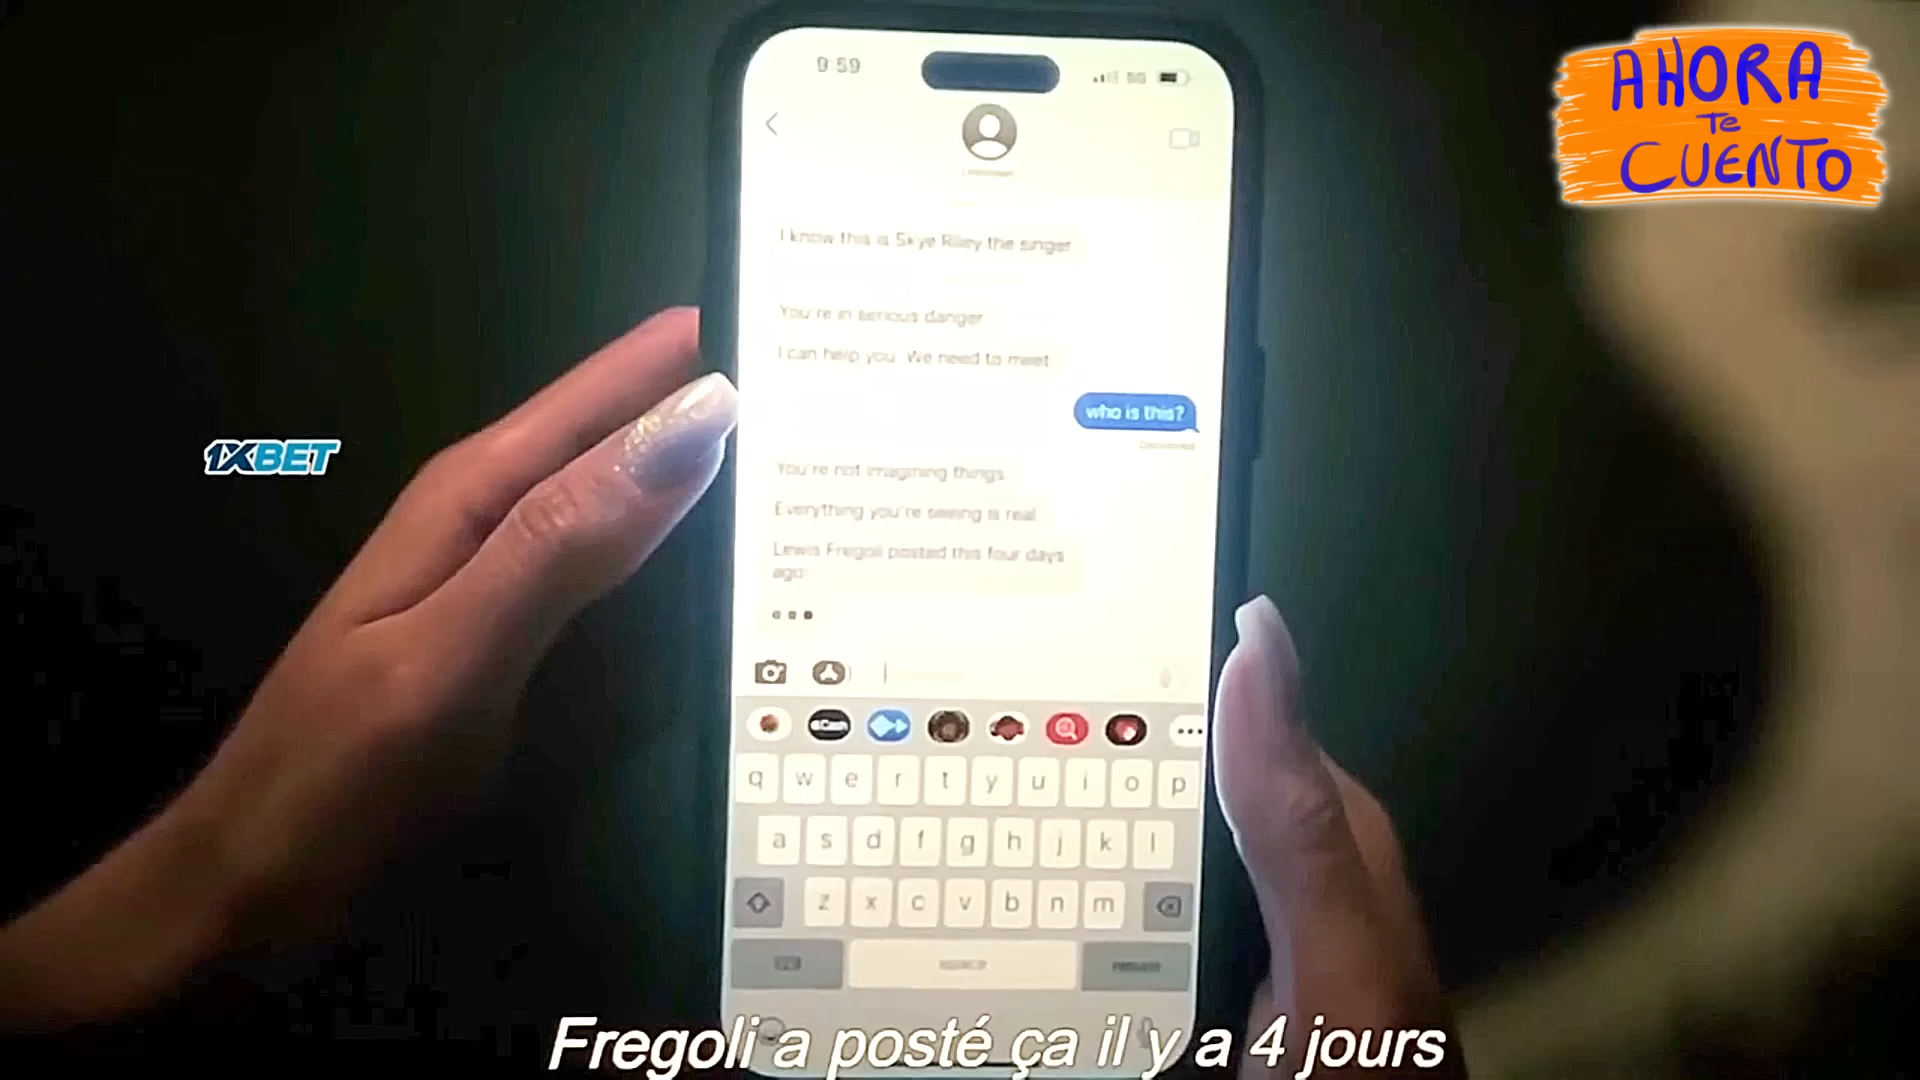 9:59
5G
AHORA
Te
CUENTO
I know this is Skye Riley the singer
You're in serious danger
I can help you. We need to meet
who is this?
1XBET
You're not imagining things
Everything you're seeing is real
Lewis Fregoli posted this four days
ago:
q w e r t y u i o p
a s d f g h j k l
z x c v b n m
Fregoli a posté ça il y a 4 jours